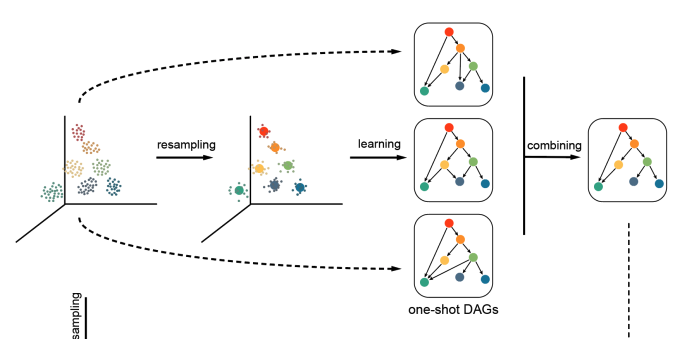 resampling
learning
combining
one-shot DAGs
sampling